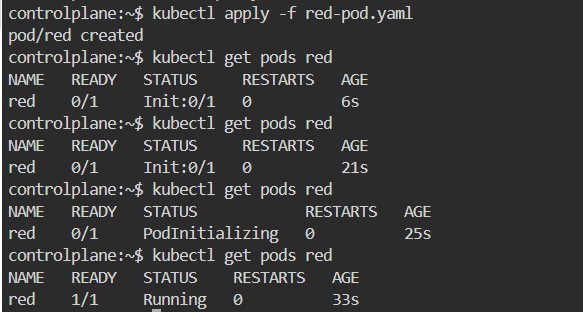 controlplane:~$ kubectl apply -f red-pod.yaml
pod/red created
controlplane:~$ kubectl get pods red
NAME   READY   STATUS     RESTARTS   AGE
red    0/1     Init:0/1   0          6s
controlplane:~$ kubectl get pods red
NAME   READY   STATUS     RESTARTS   AGE
red    0/1     Init:0/1   0          21s
controlplane:~$ kubectl get pods red
NAME   READY   STATUS            RESTARTS   AGE
red    0/1     PodInitializing   0          25s
controlplane:~$ kubectl get pods red
NAME   READY   STATUS    RESTARTS   AGE
red    1/1     Running   0          33s